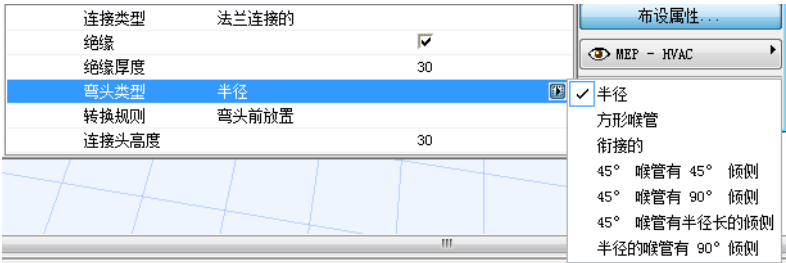 连接类型 法兰连接的
绝缘
绝缘厚度 30
弯头类型 半径
转换规则 弯头前放置
连接头高度 30
布设属性...
MEP - HVAC
半径
方形喉管
衔接的
45° 喉管有 45° 倾侧
45° 喉管有 90° 倾侧
45° 喉管有半径长的倾侧
半径的喉管有 90° 倾侧